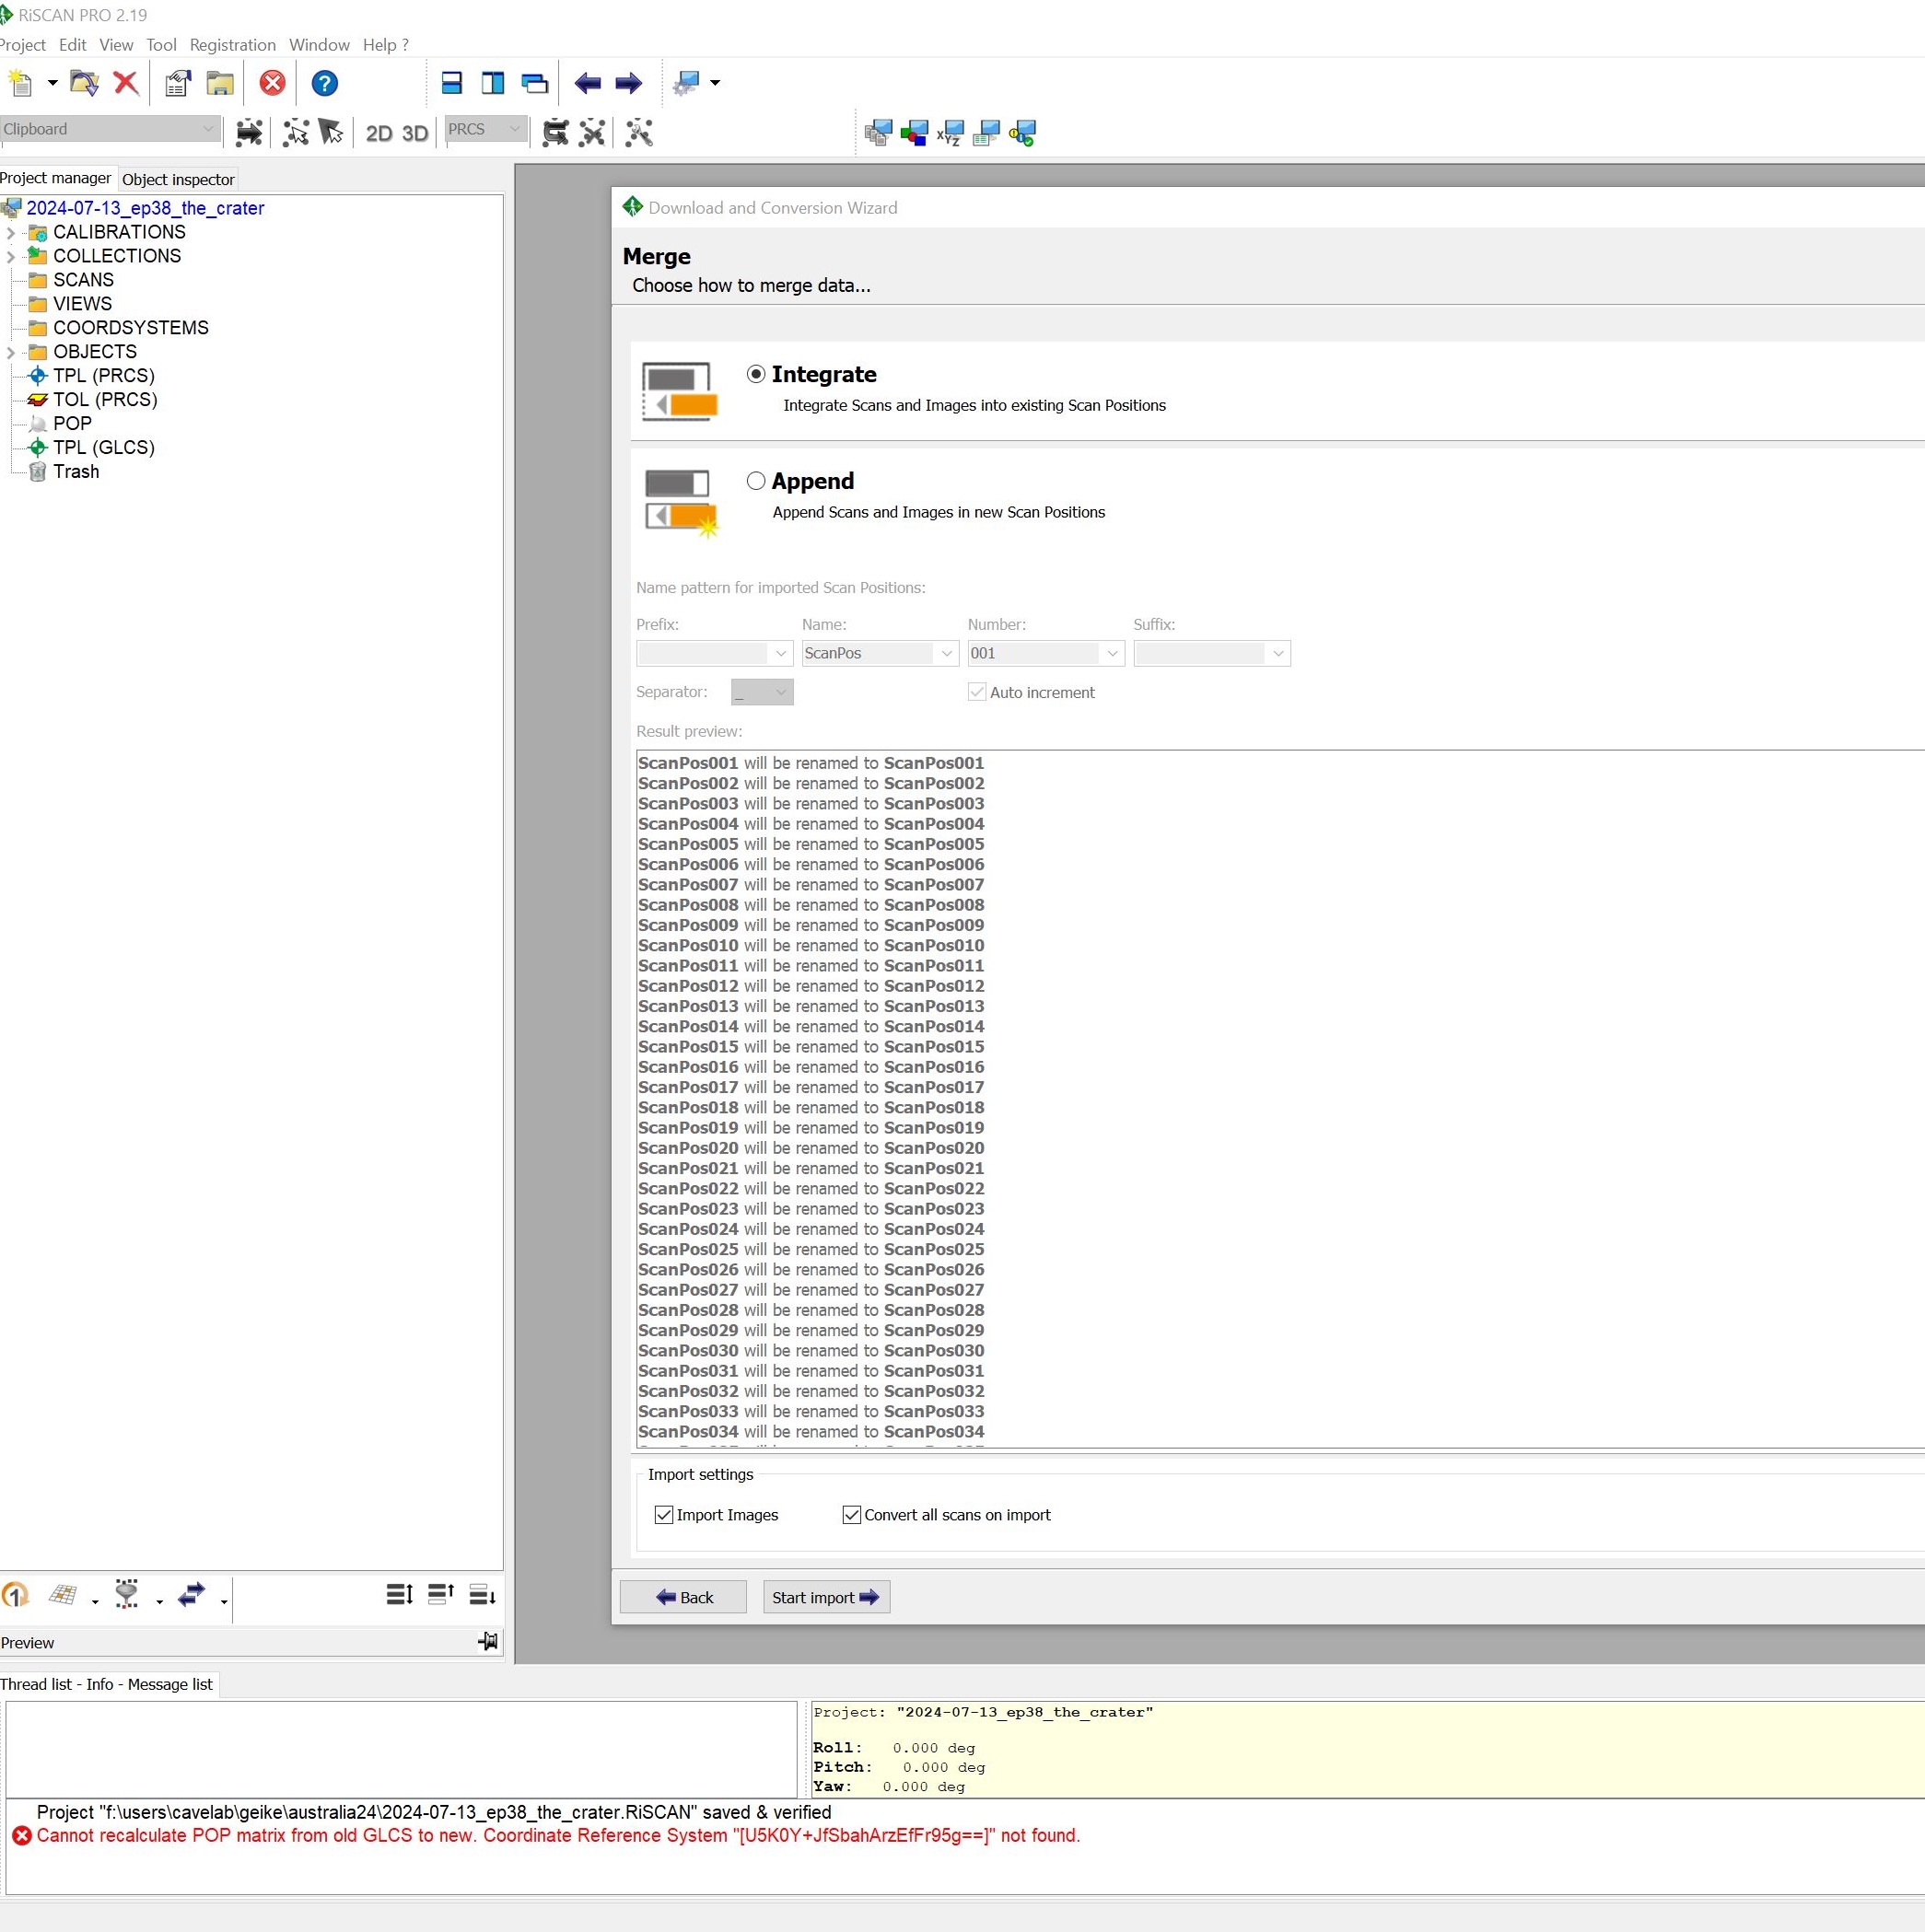 RiSCAN PRO 2.19
Project Edit View Tool Registration Window Help ?
Clipboard
2D 3D
PRCS
Project manager
Object inspector
2024-07-13_ep38_the_crater
CALIBRATIONS
COLLECTIONS
SCANS
VIEWS
COORDSYSTEMS
OBJECTS
TPL (PRCS)
TOL (PRCS)
POP
TPL (GLCS)
Trash
Download and Conversion Wizard
Merge
Choose how to merge data...
Integrate
Integrate Scans and Images into existing Scan Positions
Append
Append Scans and Images in new Scan Positions
Name pattern for imported Scan Positions:
Prefix: Name: Number: Suffix:
ScanPos 001
Separator: _ Auto increment
Result preview:
ScanPos001 will be renamed to ScanPos001
ScanPos002 will be renamed to ScanPos002
ScanPos003 will be renamed to ScanPos003
ScanPos004 will be renamed to ScanPos004
ScanPos005 will be renamed to ScanPos005
ScanPos006 will be renamed to ScanPos006
ScanPos007 will be renamed to ScanPos007
ScanPos008 will be renamed to ScanPos008
ScanPos009 will be renamed to ScanPos009
ScanPos010 will be renamed to ScanPos010
ScanPos011 will be renamed to ScanPos011
ScanPos012 will be renamed to ScanPos012
ScanPos013 will be renamed to ScanPos013
ScanPos014 will be renamed to ScanPos014
ScanPos015 will be renamed to ScanPos015
ScanPos016 will be renamed to ScanPos016
ScanPos017 will be renamed to ScanPos017
ScanPos018 will be renamed to ScanPos018
ScanPos019 will be renamed to ScanPos019
ScanPos020 will be renamed to ScanPos020
ScanPos021 will be renamed to ScanPos021
ScanPos022 will be renamed to ScanPos022
ScanPos023 will be renamed to ScanPos023
ScanPos024 will be renamed to ScanPos024
ScanPos025 will be renamed to ScanPos025
ScanPos026 will be renamed to ScanPos026
ScanPos027 will be renamed to ScanPos027
ScanPos028 will be renamed to ScanPos028
ScanPos029 will be renamed to ScanPos029
ScanPos030 will be renamed to ScanPos030
ScanPos031 will be renamed to ScanPos031
ScanPos032 will be renamed to ScanPos032
ScanPos033 will be renamed to ScanPos033
ScanPos034 will be renamed to ScanPos034
Import settings
Import Images Convert all scans on import
Back Start import
Preview
Thread list - Info - Message list
Project: "2024-07-13_ep38_the_crater"
Roll: 0.000 deg
Pitch: 0.000 deg
Yaw: 0.000 deg
Project "f:\users\cavelab\geike\australia24\2024-07-13_ep38_the_crater.RiSCAN" saved & verified
Cannot recalculate POP matrix from old GLCS to new. Coordinate Reference System "[U5K0Y+JfSbahArzEfFr95g==]" not found.